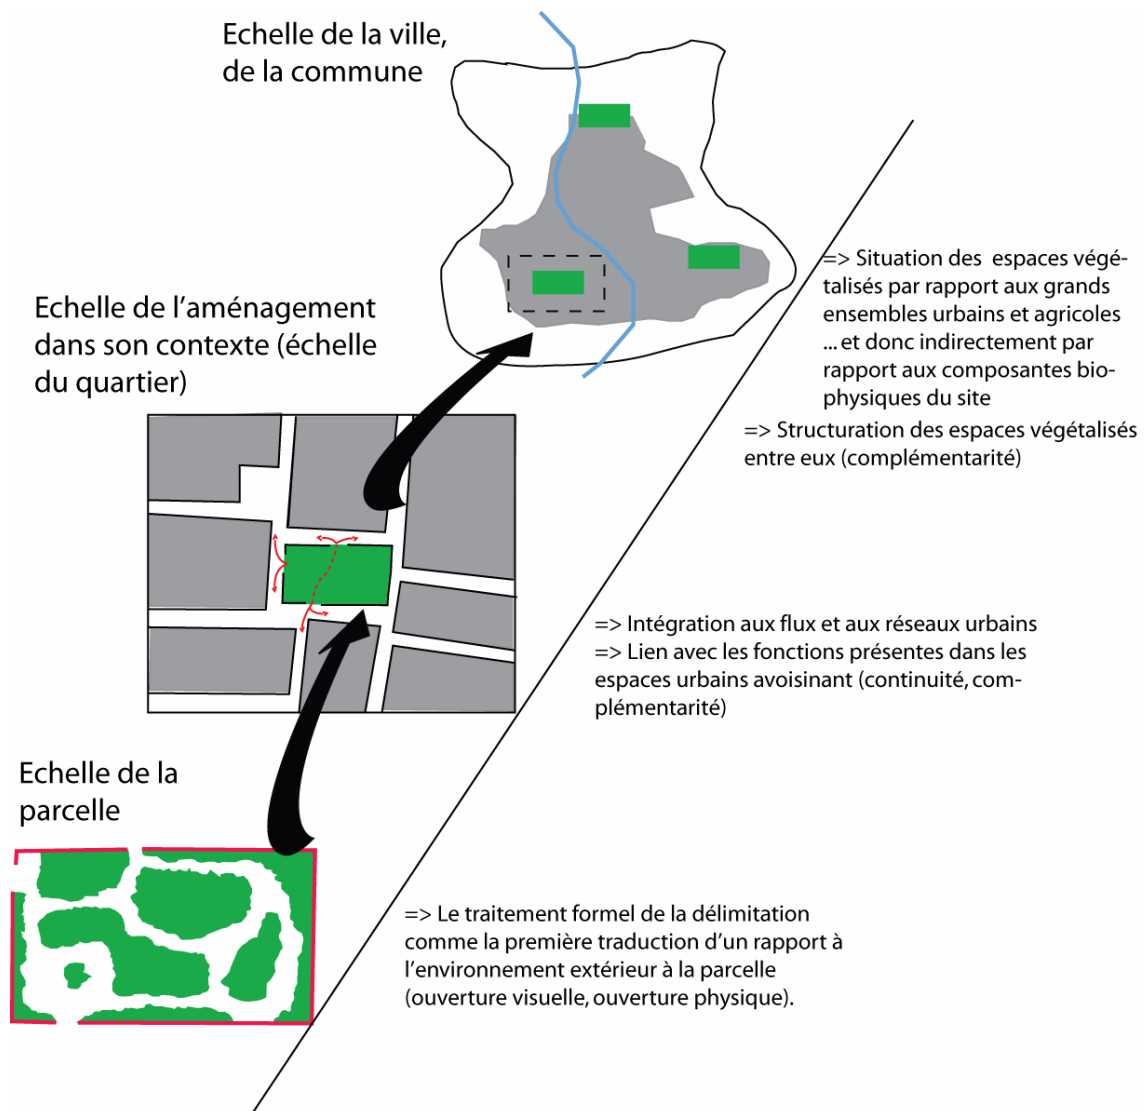 Echelle de la ville,
de la commune
=> Situation des espaces végé-
talisés par rapport aux grands
ensembles urbains et agricoles
... et donc indirectement par
rapport aux composantes bio-
physiques du site
=> Structuration des espaces végétalisés
entre eux (complémentarité)
Echelle de l’aménagement
dans son contexte (échelle
du quartier)
=> Intégration aux flux et aux réseaux urbains
=> Lien avec les fonctions présentes dans les
espaces urbains avoisinant (continuité, com-
plémentarité)
Echelle de la
parcelle
=> Le traitement formel de la délimitation
comme la première traduction d’un rapport à
l’environnement extérieur à la parcelle
(ouverture visuelle, ouverture physique).